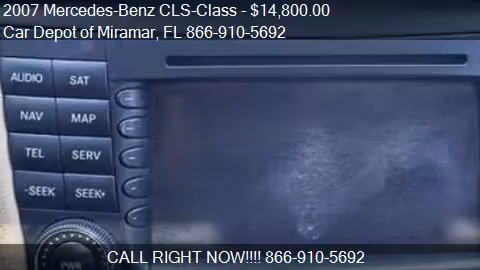 2007 Mercedes-Benz CLS-Class - $14,800.00
Car Depot of Miramar, FL 866-910-5692
AUDIO SAT
NAV MAP
TEL SERV
-SEEK SEEK+
PWR
CALL RIGHT NOW!!!! 866-910-5692